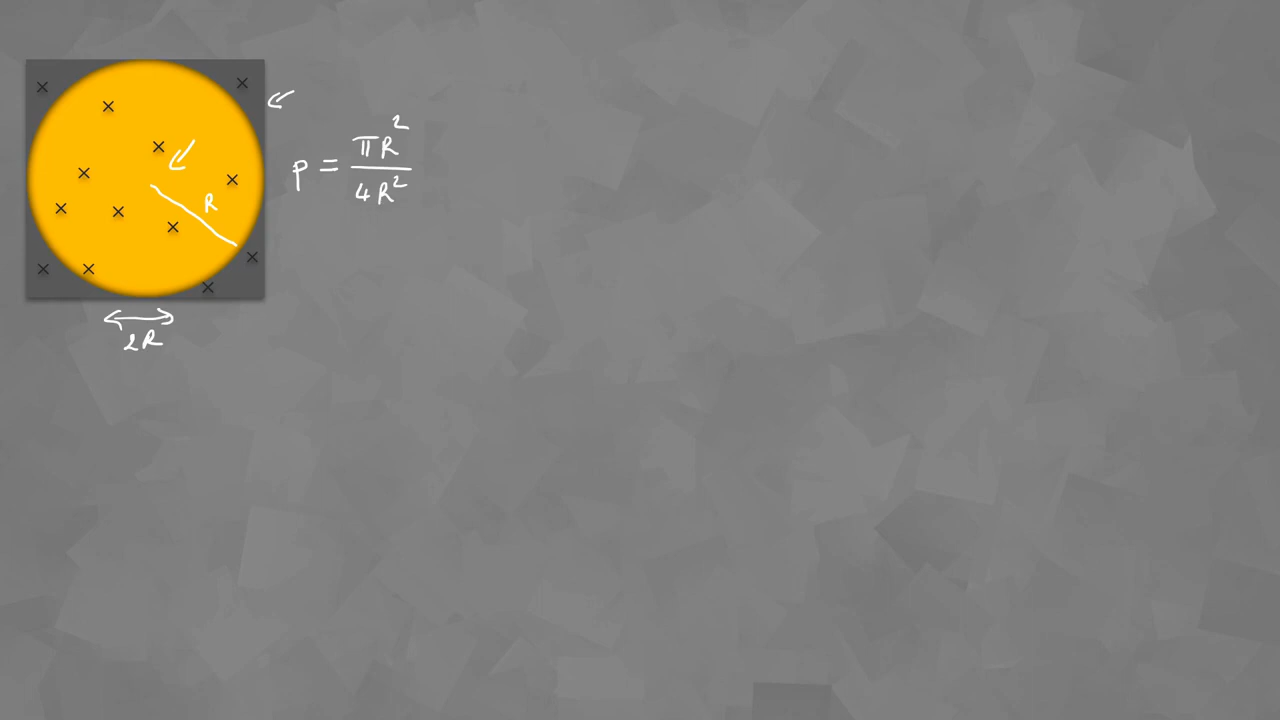 R
p = πR² / 4R²
2R